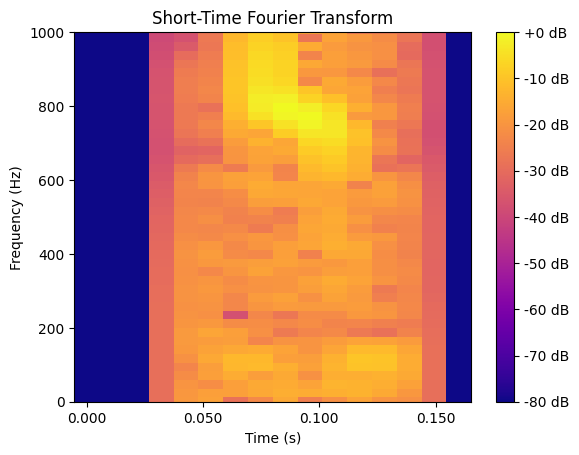 Short-Time Fourier Transform
1000
800
600
400
200
0
Frequency (Hz)
0.000
0.050
0.100
0.150
Time (s)
+0 dB
-10 dB
-20 dB
-30 dB
-40 dB
-50 dB
-60 dB
-70 dB
-80 dB